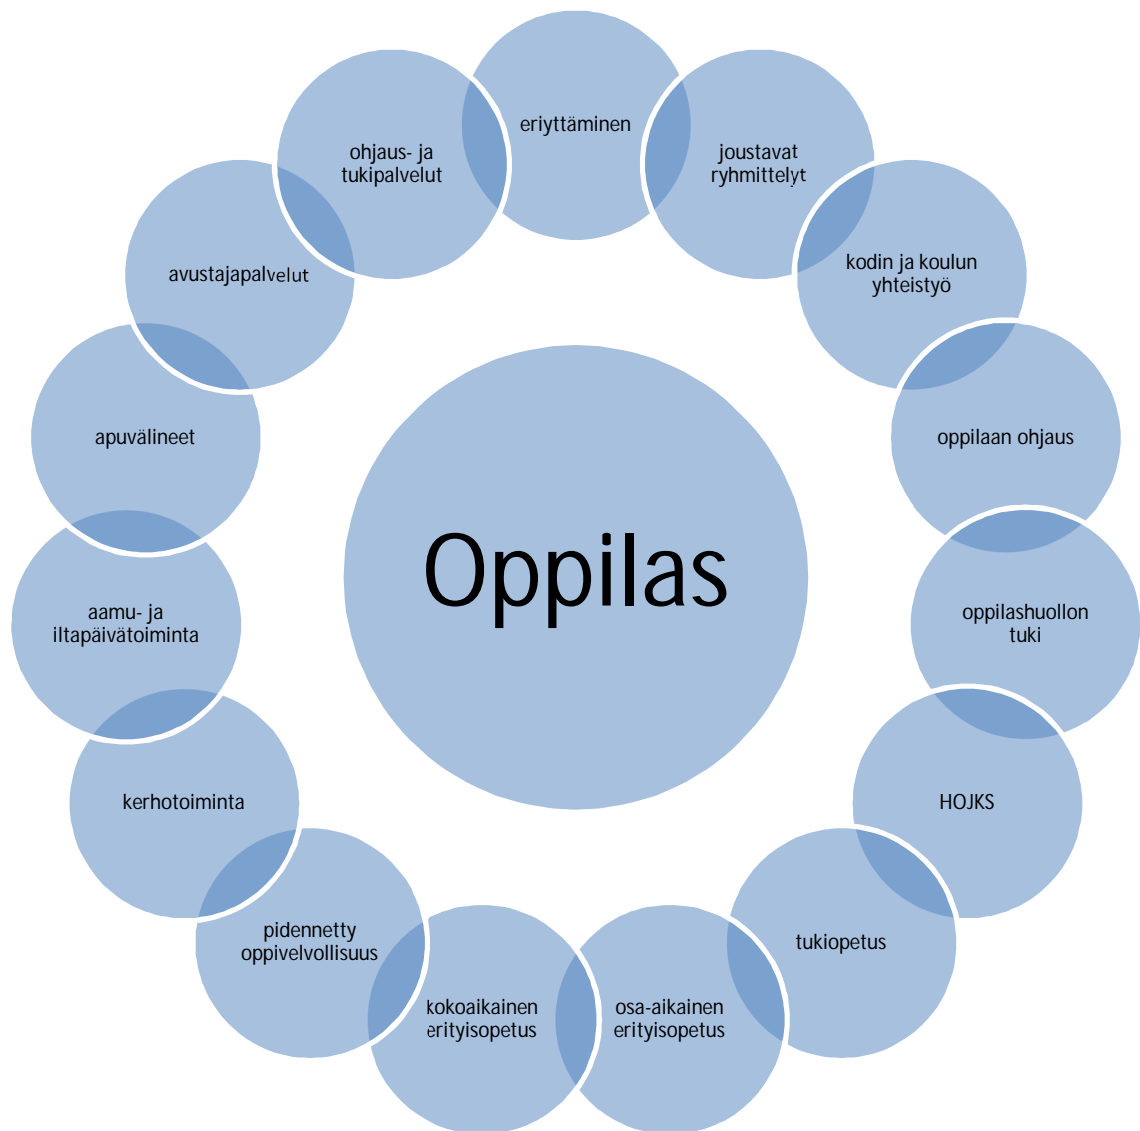 eriyttäminen
joustavat
ryhmittelyt
kodin ja koulun
yhteistyö
oppilaan ohjaus
oppilashuollon
tuki
HOJKS
tukiopetus
osa-aikainen
erityisopetus
kokoaikainen
erityisopetus
pidennetty
oppivelvollisuus
kerhotoiminta
aamu- ja
iltapäivätoiminta
apuvälineet
avustajapalvelut
ohjaus- ja
tukipalvelut
Oppilas